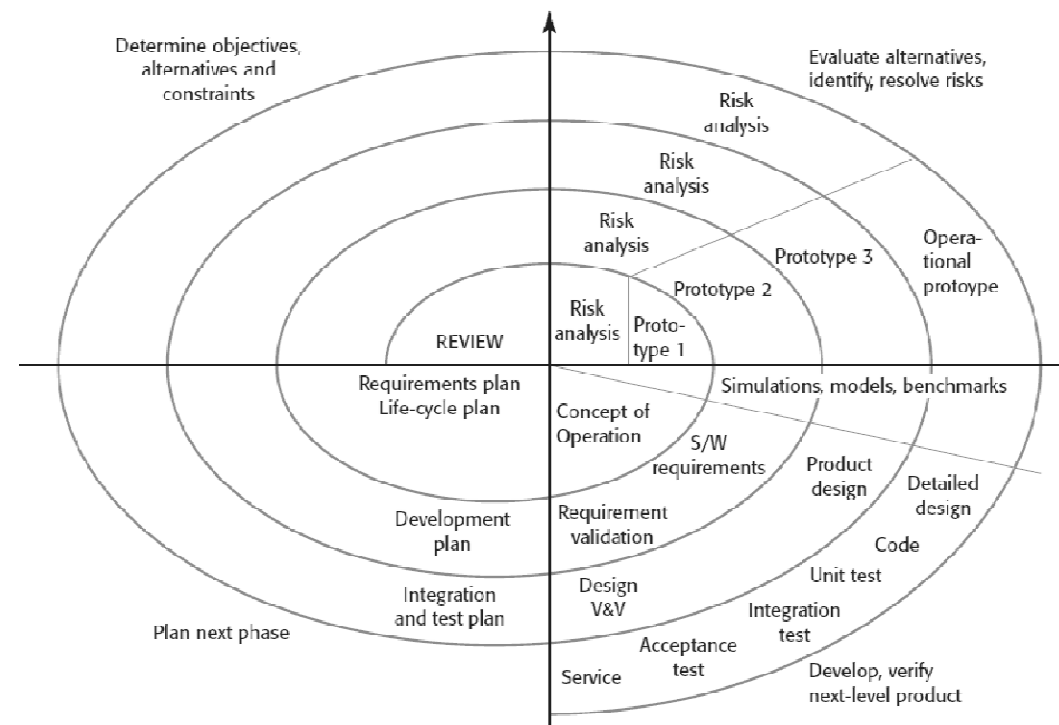 Determine objectives,
alternatives and
constraints
Evaluate alternatives,
identify, resolve risks
Risk
analysis
Risk
analysis
Risk
analysis
Risk
analysis
Proto-
type 1
Prototype 2
Prototype 3
Opera-
tional
protoype
REVIEW
Requirements plan
Life-cycle plan
Simulations, models, benchmarks
Concept of
Operation
S/W
requirements
Product
design
Detailed
design
Development
plan
Requirement
validation
Code
Unit test
Integration
and test plan
Design
V&V
Integration
test
Plan next phase
Acceptance
test
Service
Develop, verify
next-level product